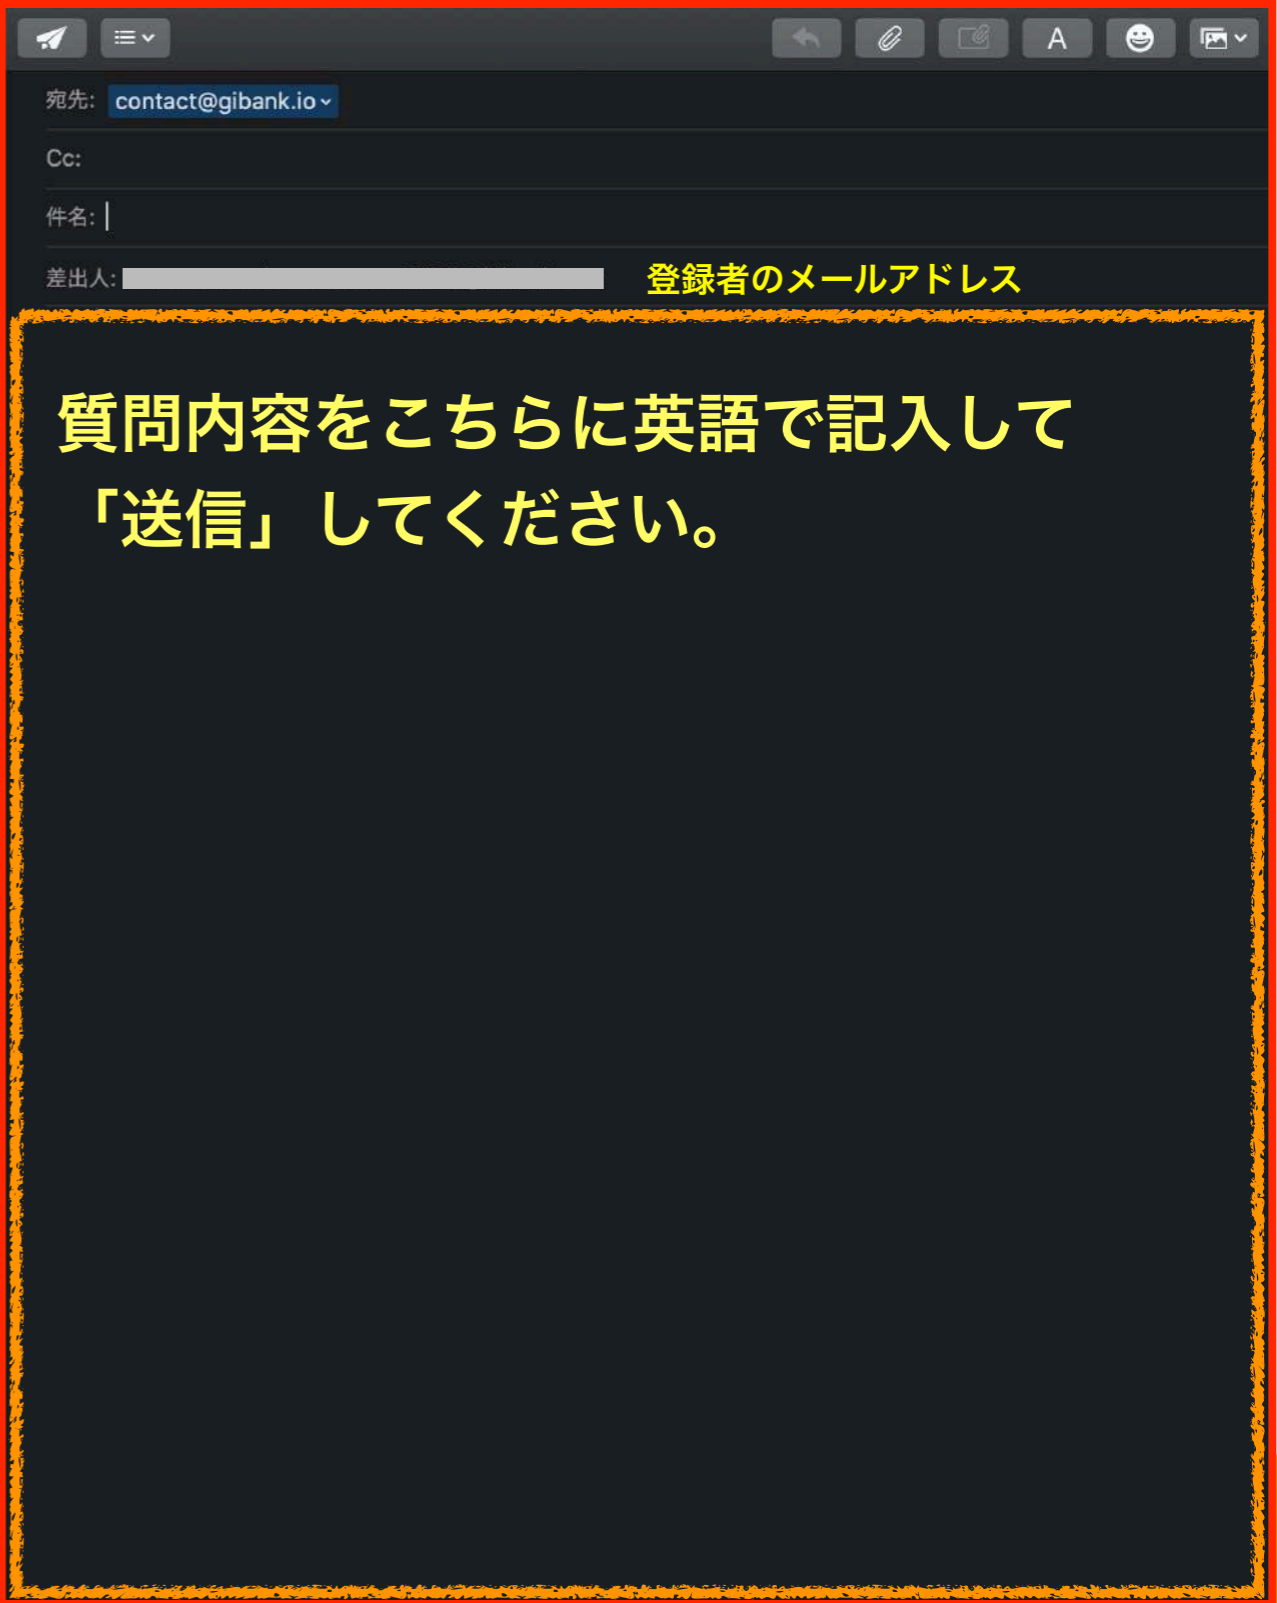 宛先: contact@gibank.io
Cc:
件名:
差出人: 登録者のメールアドレス
質問内容をこちらに英語で記入して
「送信」してください。